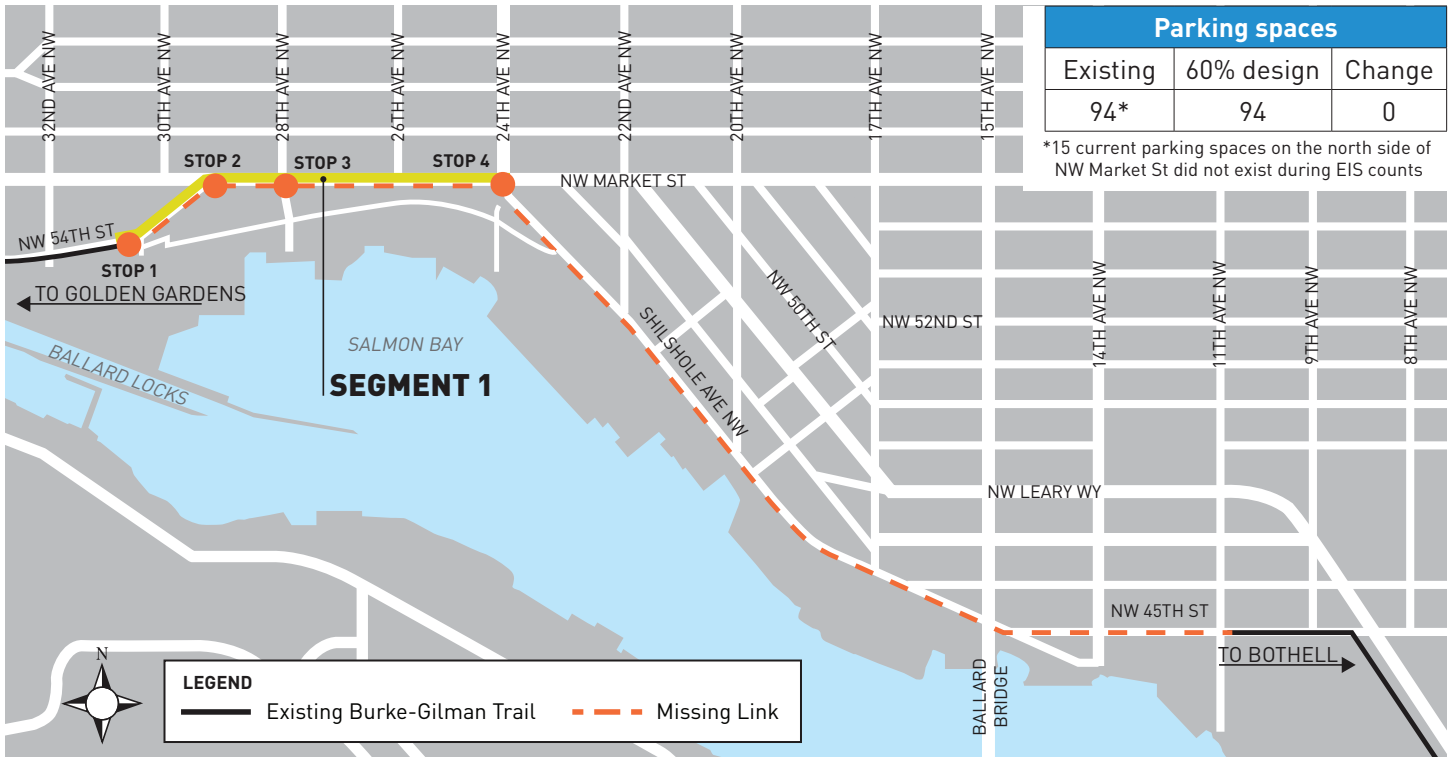 Parking spaces
Existing 60% design Change
94* 94 0
*15 current parking spaces on the north side of
NW Market St did not exist during EIS counts
32ND AVE NW
30TH AVE NW
28TH AVE NW
26TH AVE NW
24TH AVE NW
22ND AVE NW
20TH AVE NW
17TH AVE NW
15TH AVE NW
STOP 2
STOP 3
STOP 4
NW MARKET ST
NW 54TH ST
STOP 1
TO GOLDEN GARDENS
BALLARD LOCKS
SALMON BAY
SEGMENT 1
SHILSHOLE AVE NW
NW 50TH ST
NW 52ND ST
14TH AVE NW
11TH AVE NW
9TH AVE NW
8TH AVE NW
NW LEARY WY
NW 45TH ST
TO BOTHELL
BALLARD
BRIDGE
N
LEGEND
Existing Burke-Gilman Trail
Missing Link